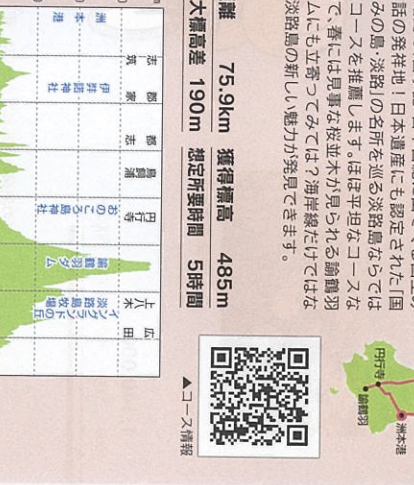 話の発祥地!日本遺産にも認定された「国
みの島、淡路」の名所を巡る淡路島ならでは
コースを推薦します。ほぼ平坦なコースな
で、春には見事な桜並木が見られる諭鶴羽
ムにも立寄ってみては?海岸線だけではな
淡路島の新しい魅力が発見できます。
離 75.9km 獲得標高 485m
大標高差 190m 想定所要時間 5時間
洲本港
志筑
伊弉諾神社
郡家
都志
鳥飼浦
おのころ島神社
円行寺
諭鶴羽ダム
淡路島牧場
イングランドの丘
上木
広田
円行寺
諭鶴羽
洲本港
▲コース情報